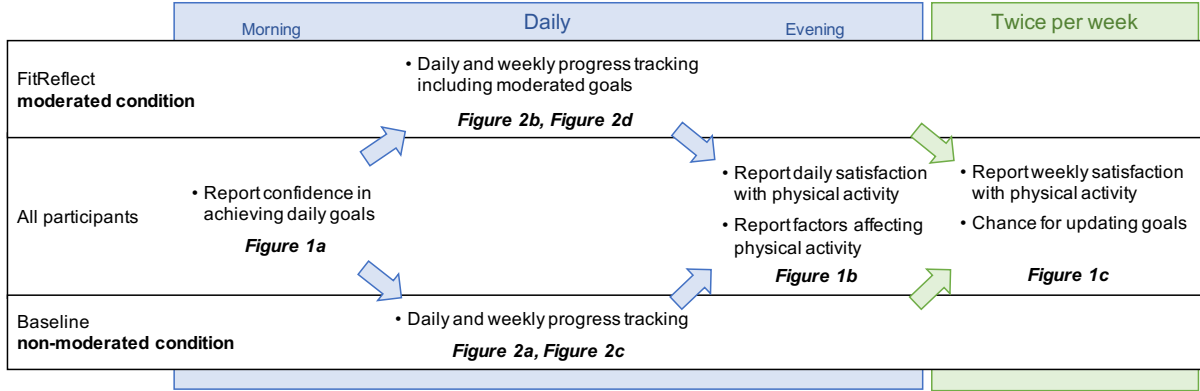 Daily
Twice per week
Morning
Evening
FitReflect
moderated condition
• Daily and weekly progress tracking
including moderated goals
Figure 2b, Figure 2d
All participants
• Report confidence in
achieving daily goals
Figure 1a
• Report daily satisfaction
with physical activity
• Report factors affecting
physical activity
Figure 1b
• Report weekly satisfaction
with physical activity
• Chance for updating goals
Figure 1c
Baseline
non-moderated condition
• Daily and weekly progress tracking
Figure 2a, Figure 2c